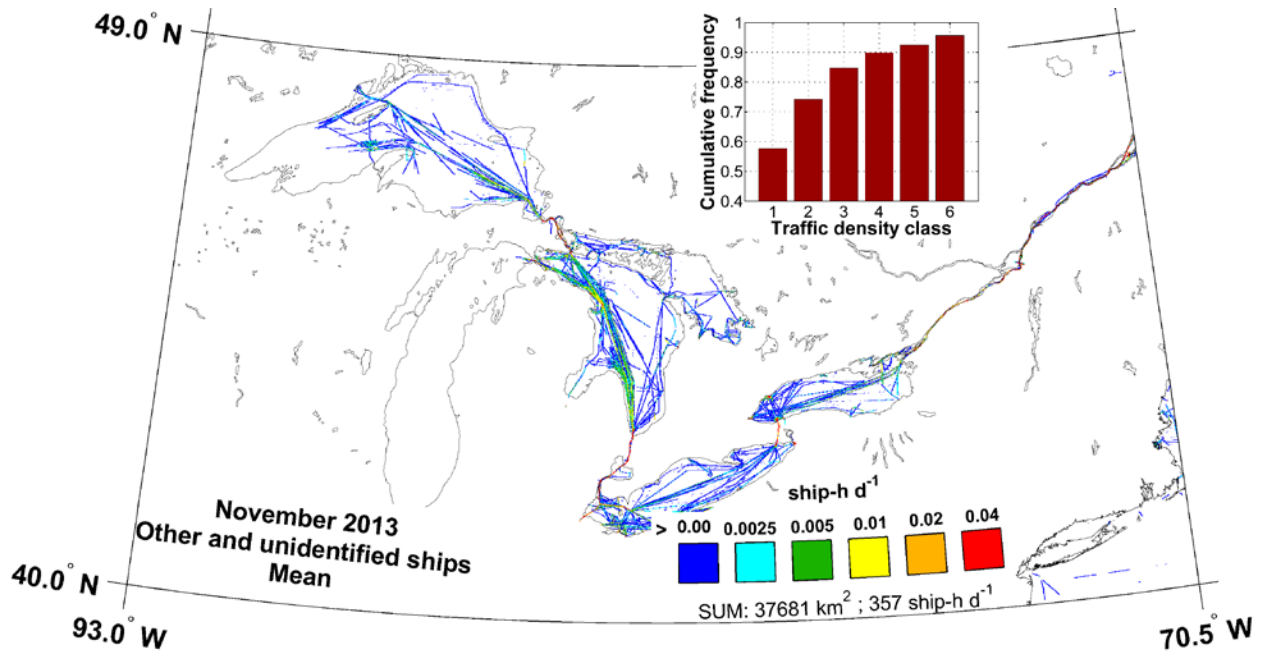 49.0° N
1
0.9
0.8
0.7
0.6
0.5
0.4
Cumulative frequency
1 2 3 4 5 6
Traffic density class
ship-h d⁻¹
> 0.00 0.0025 0.005 0.01 0.02 0.04
SUM: 37681 km² ; 357 ship-h d⁻¹
November 2013
Other and unidentified ships
Mean
40.0° N
93.0° W
70.5° W